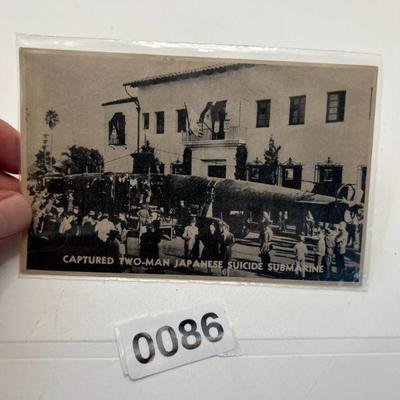 CAPTURED TWO-MAN JAPANESE SUICIDE SUBMARINE
0086